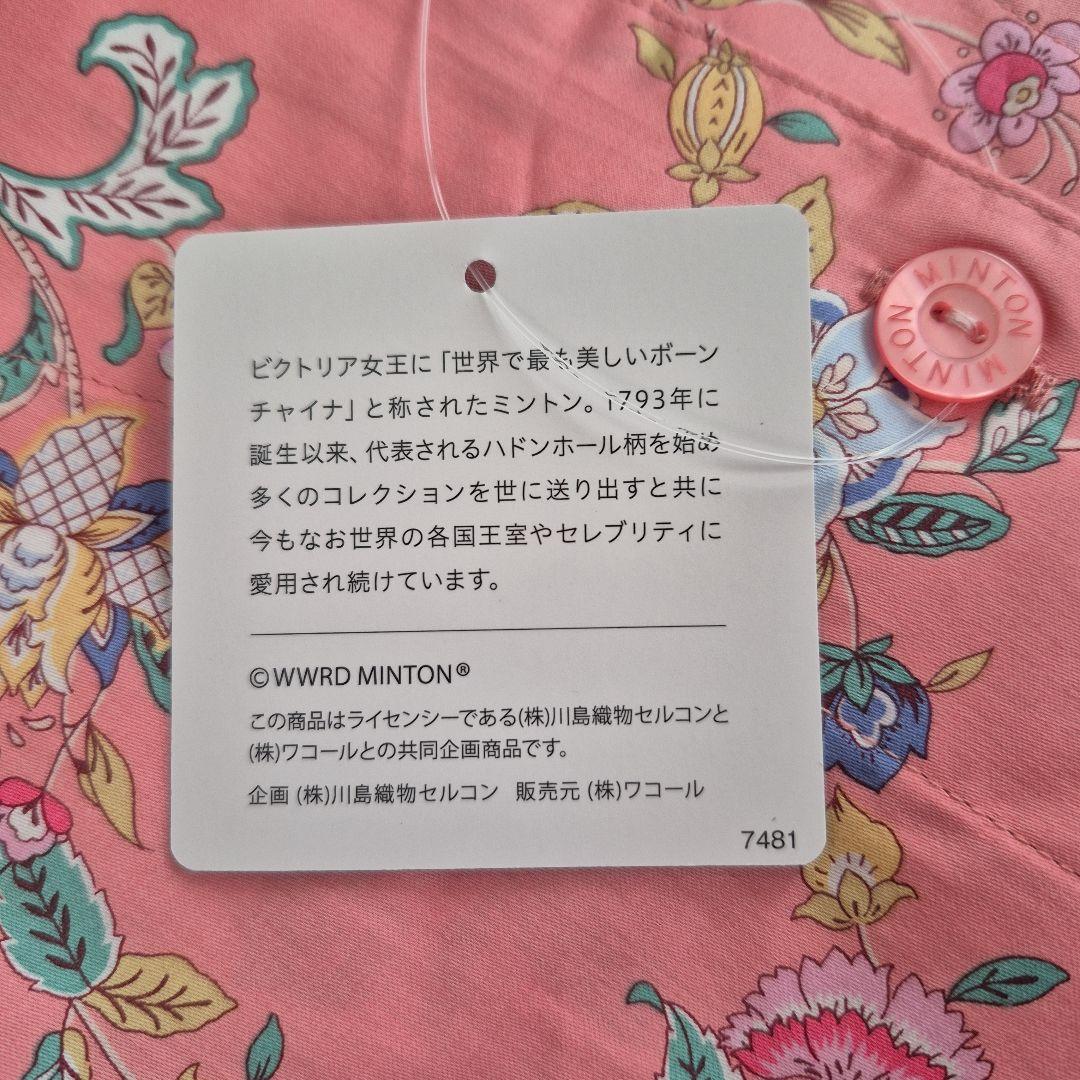 ビクトリア女王に「世界で最も美しいボーン
チャイナ」と称されたミントン。1793年に
誕生以来、代表されるハドンホール柄を始め
多くのコレクションを世に送り出すと共に
今もなお世界の各国王室やセレブリティに
愛用され続けています。
©WWRD MINTON®
この商品はライセンシーである(株)川島織物セルコンと
(株)ワコールとの共同企画商品です。
企画 (株)川島織物セルコン 販売元 (株)ワコール
7481
MINTON MINTON